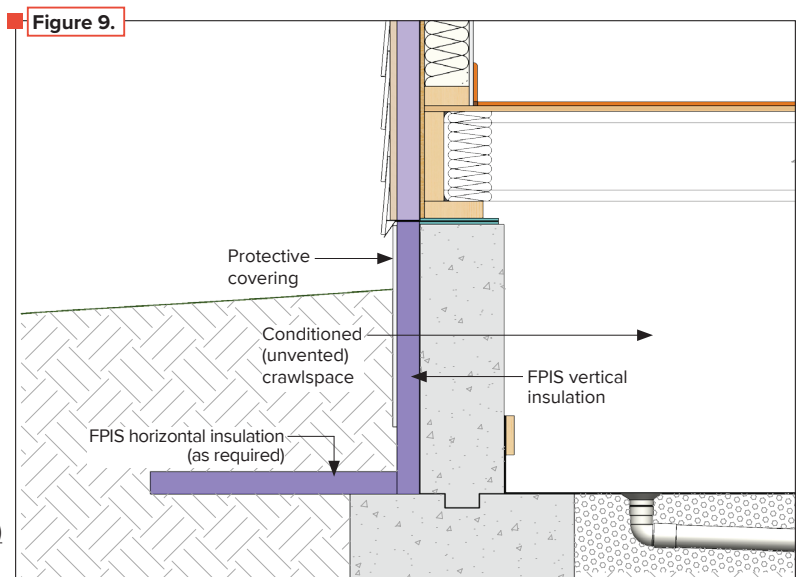 Figure 9.
Protective
covering
Conditioned
(unvented)
crawlspace
FPIS vertical
insulation
FPIS horizontal insulation
(as required)
)